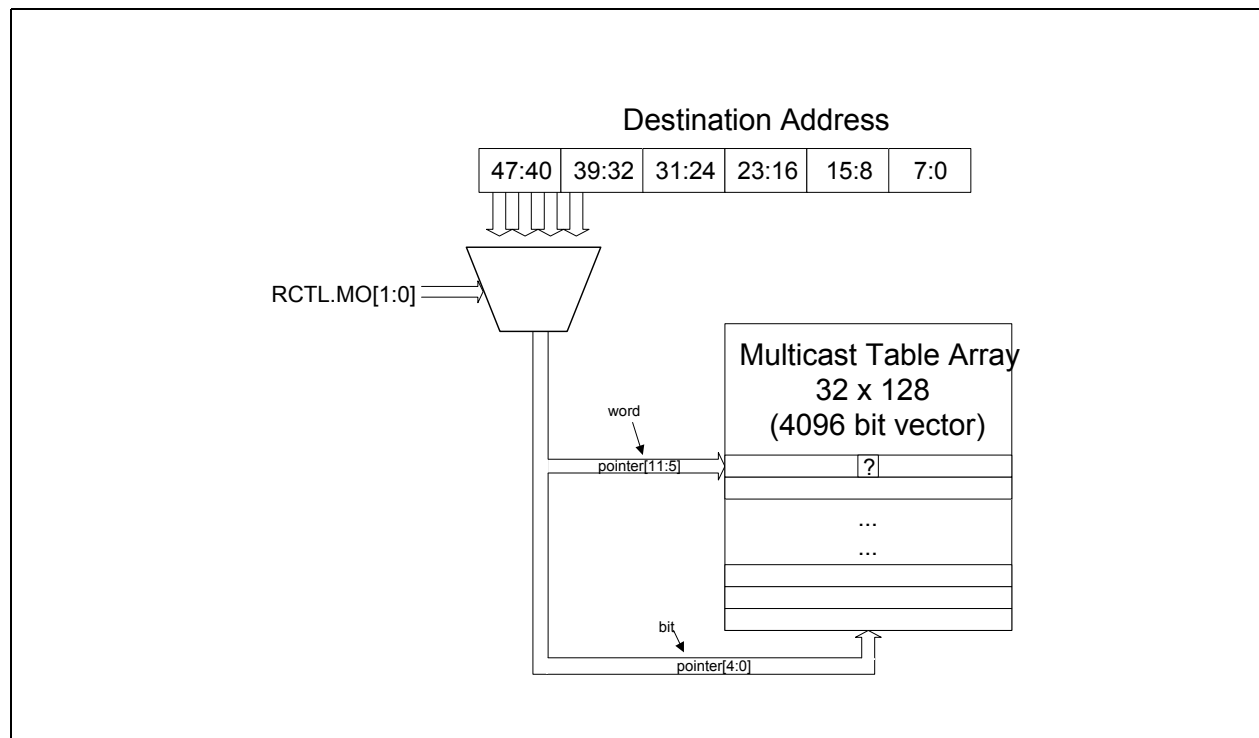 Destination Address
47:40 39:32 31:24 23:16 15:8 7:0
RCTL.MO[1:0]
Multicast Table Array
32 x 128
(4096 bit vector)
word
pointer[11:5]
?
...
...
bit
pointer[4:0]